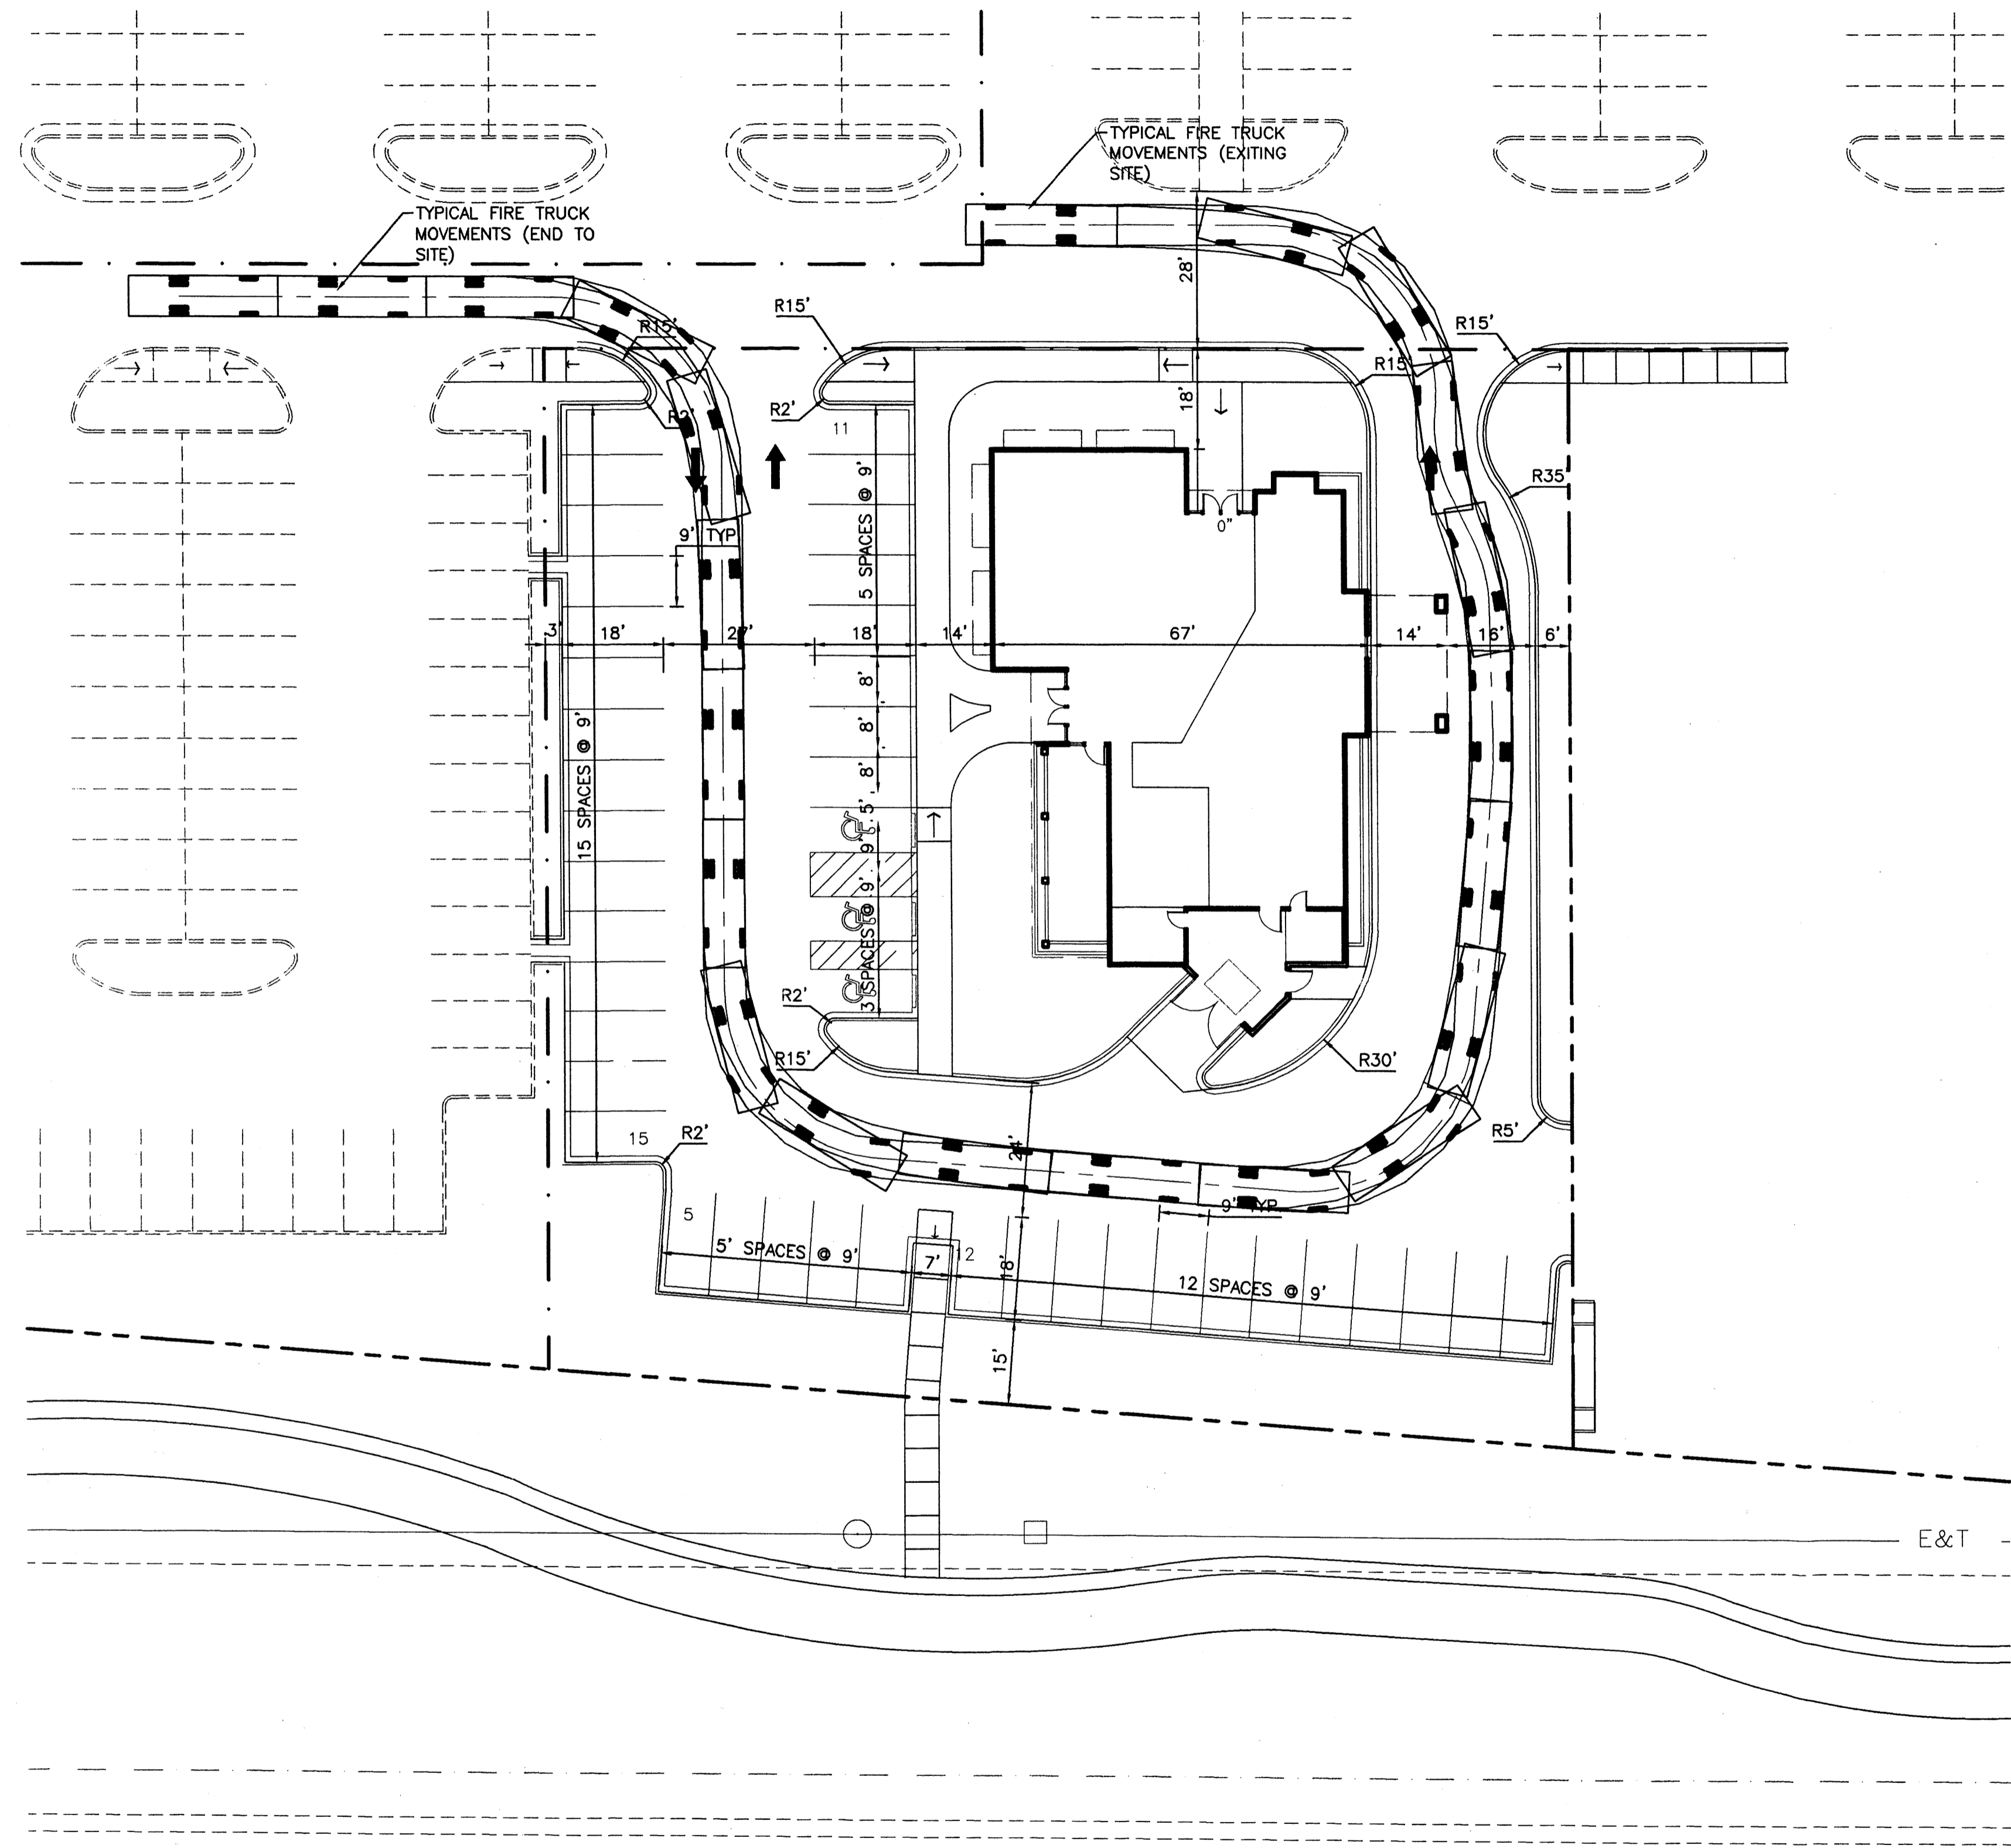 TYPICAL FIRE TRUCK
MOVEMENTS (EXITING
SITE)
TYPICAL FIRE TRUCK
MOVEMENTS (END TO
SITE)
28'
R15'
R15'
R15'
R15'
18'
R2'
R2'
11
R35'
5 SPACES @ 9'
0"
9' TYP
3'
18'
27'
18'
14'
67'
14'
16'
6'
8'
8'
8'
15 SPACES @ 9'
5'
9'
3 SPACES @ 9'
R2'
R15'
R30'
15
R2'
24'
R5'
5
9' TYP
5' SPACES @ 9'
7'
12
18'
12 SPACES @ 9'
15'
E&T